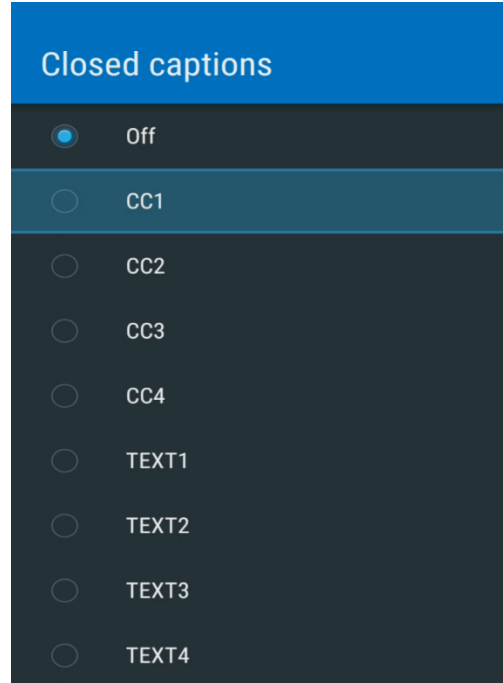 Closed captions
Off
CC1
CC2
CC3
CC4
TEXT1
TEXT2
TEXT3
TEXT4